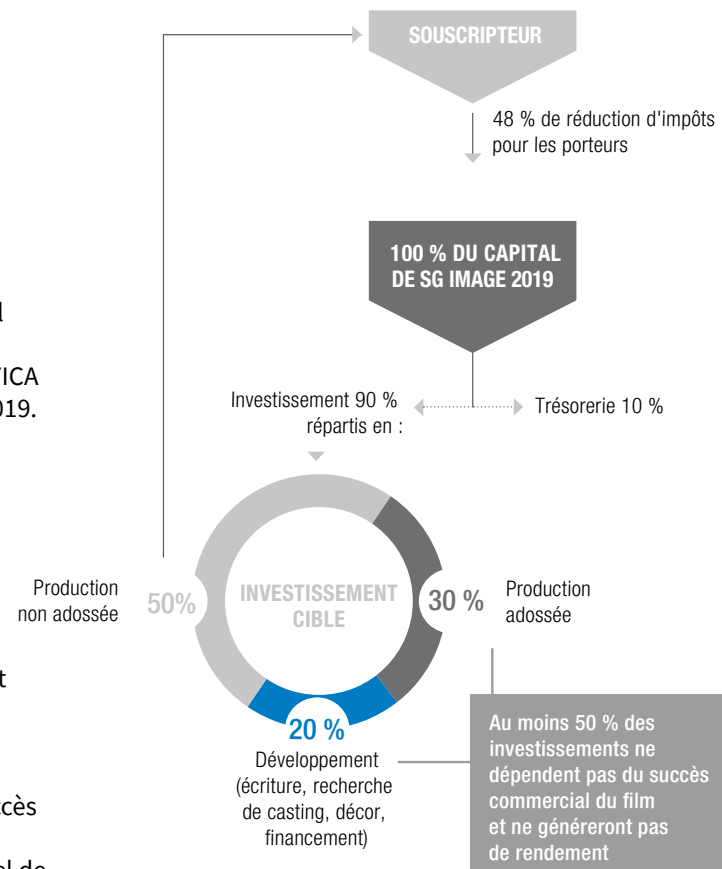 SOUSCRIPTEUR
48 % de réduction d'impôts
pour les porteurs
100 % DU CAPITAL
DE SG IMAGE 2019
019.
Investissement 90 %
répartis en :
Trésorerie 10 %
Production
non adossée
50%
INVESTISSEMENT
CIBLE
30 %
Production
adossée
20 %
Développement
(écriture, recherche
de casting, décor,
financement)
Au moins 50 % des
investissements ne
dépendent pas du succès
commercial du film
et ne généreront pas
de rendement